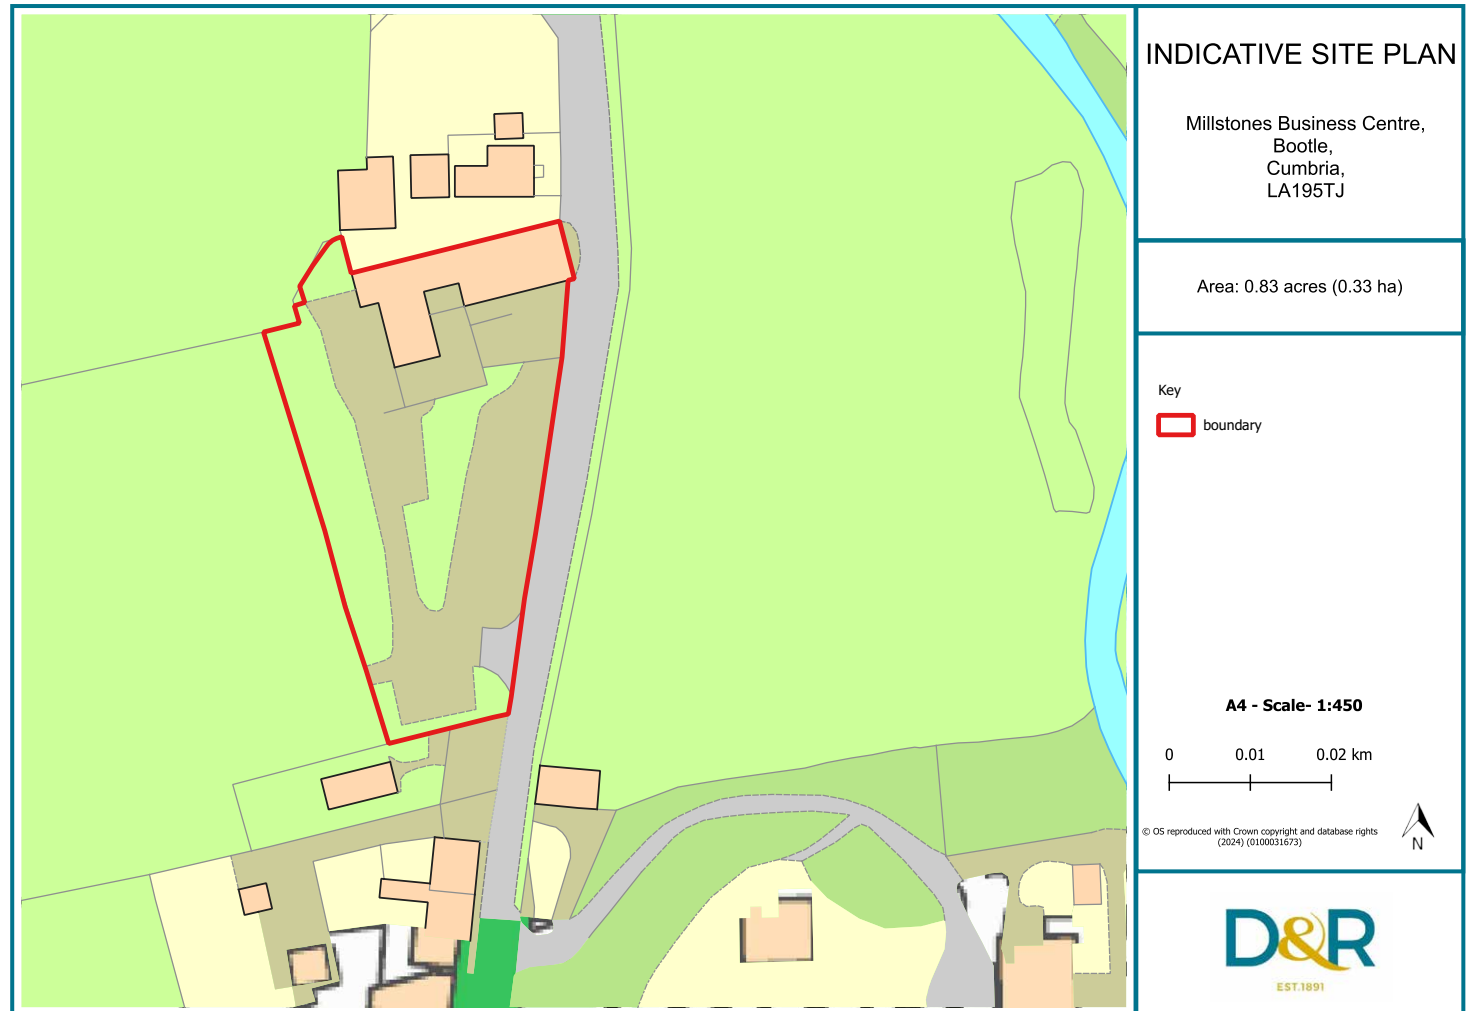 INDICATIVE SITE PLAN
Millstones Business Centre,
Bootle,
Cumbria,
LA195TJ
Area: 0.83 acres (0.33 ha)
Key
boundary
A4 - Scale- 1:450
0 0.01 0.02 km
© OS reproduced with Crown copyright and database rights
(2024) (0100031673)
N
D&R
EST.1891